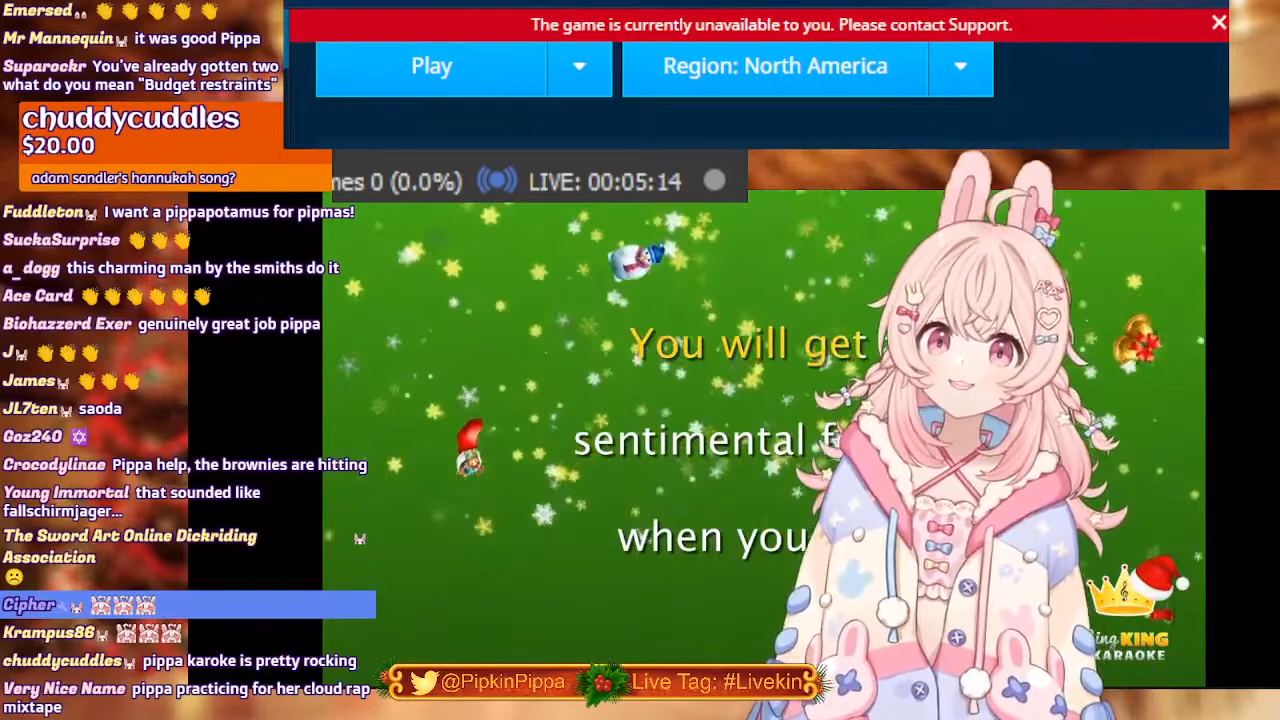 Emersed
Mr Mannequin it was good Pippa
Suparockr You've already gotten two
what do you mean "Budget restraints"
chuddycuddles
$20.00
adam sandler's hannukah song?
Fuddleton I want a pippapotamus for pipmas!
SuckaSurprise
a_dogg this charming man by the smiths do it
Ace Card
Biohazzerd Exer genuinely great job pippa
J
James
JL7ten saoda
Goz240
Crocodylinae Pippa help, the brownies are hitting
Young Immortal that sounded like
fallschirmjager...
The Sword Art Online Dickriding
Association
Cipher
Krampus86
chuddycuddles pippa karoke is pretty rocking
Very Nice Name pippa practicing for her cloud rap
mixtape
The game is currently unavailable to you. Please contact Support.
Play
Region: North America
mes 0 (0.0%) LIVE: 00:05:14
You will get
sentimental f
when you
PiPi
ing KING
KARAOKE
@PipkinPippa Live Tag: #Livekin